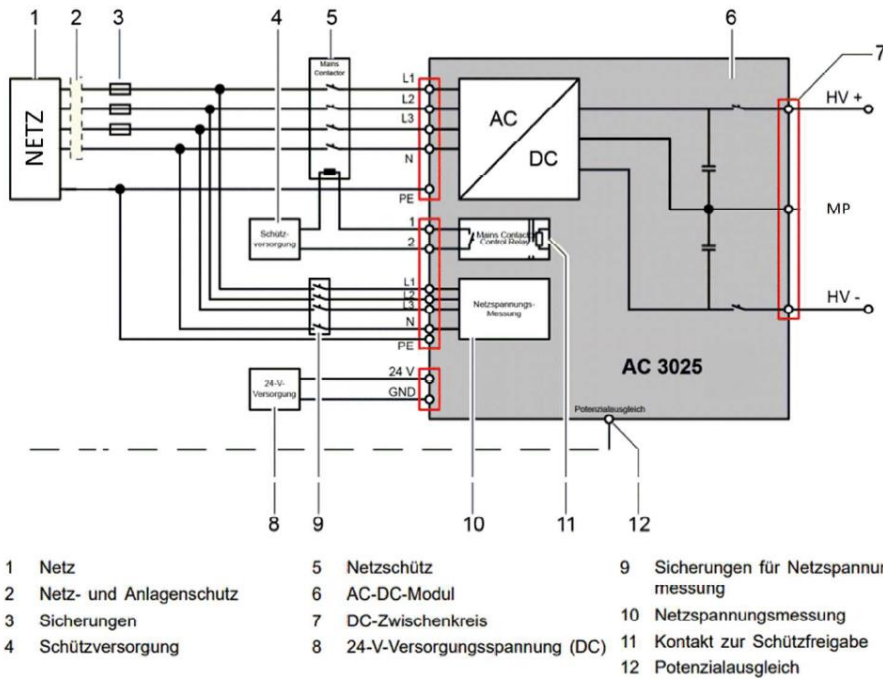 1 2 3 4 5 6 7
Mains
Contactor
NETZ
L1
L2
L3
N
PE
AC
DC
HV +
MP
HV -
Schütz-
versorgung
1
2
Mains Contactor
Control Relay
L1
L2
L3
N
PE
Netzspannungs-
Messung
24-V-
Versorgung
24 V
GND
AC 3025
Potenzialausgleich
8 9 10 11 12
1 Netz
2 Netz- und Anlagenschutz
3 Sicherungen
4 Schützversorgung
5 Netzschütz
6 AC-DC-Modul
7 DC-Zwischenkreis
8 24-V-Versorgungsspannung (DC)
9 Sicherungen für Netzspannun
messung
10 Netzspannungsmessung
11 Kontakt zur Schützfreigabe
12 Potenzialausgleich